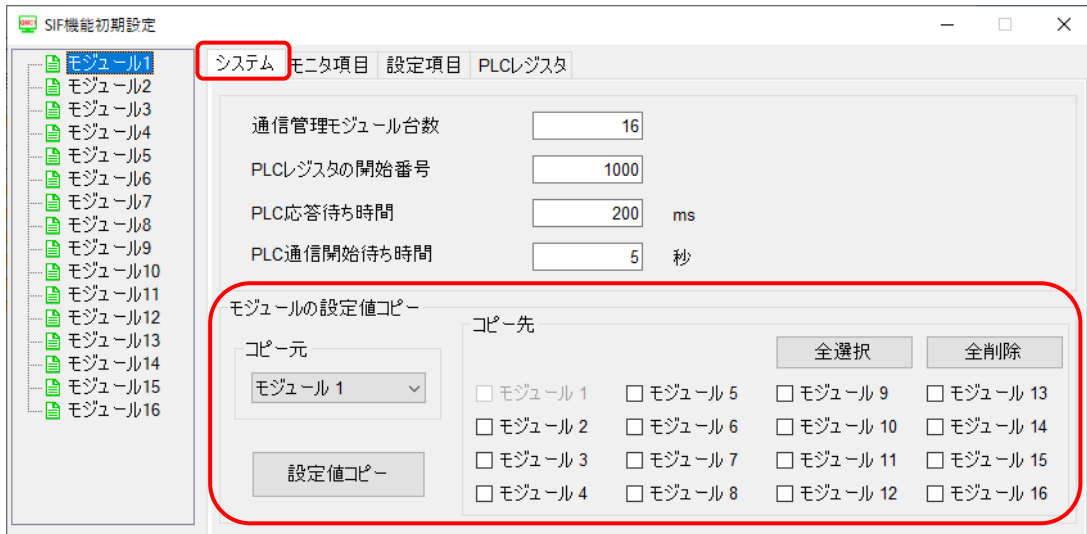 SIF機能初期設定
モジュール1
モジュール2
モジュール3
モジュール4
モジュール5
モジュール6
モジュール7
モジュール8
モジュール9
モジュール10
モジュール11
モジュール12
モジュール13
モジュール14
モジュール15
モジュール16
システム モニタ項目 設定項目 PLCレジスタ
通信管理モジュール台数 16
PLCレジスタの開始番号 1000
PLC応答待ち時間 200 ms
PLC通信開始待ち時間 5 秒
モジュールの設定値コピー
コピー元
モジュール 1
設定値コピー
コピー先
全選択 全削除
モジュール 1 モジュール 5 モジュール 9 モジュール 13
モジュール 2 モジュール 6 モジュール 10 モジュール 14
モジュール 3 モジュール 7 モジュール 11 モジュール 15
モジュール 4 モジュール 8 モジュール 12 モジュール 16